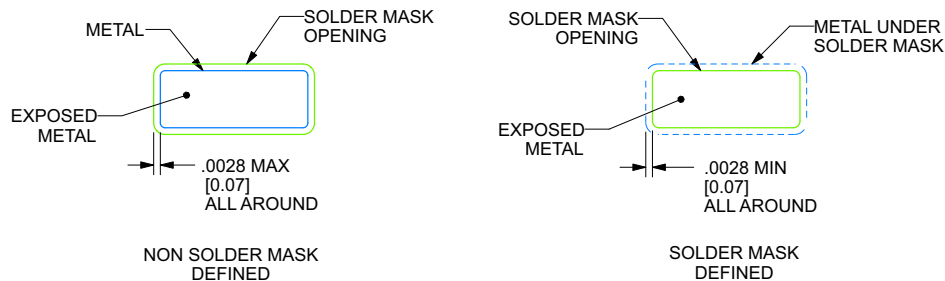 METAL
SOLDER MASK
OPENING
EXPOSED
METAL
.0028 MAX
[0.07]
ALL AROUND
NON SOLDER MASK
DEFINED
SOLDER MASK
OPENING
METAL UNDER
SOLDER MASK
EXPOSED
METAL
.0028 MIN
[0.07]
ALL AROUND
SOLDER MASK
DEFINED